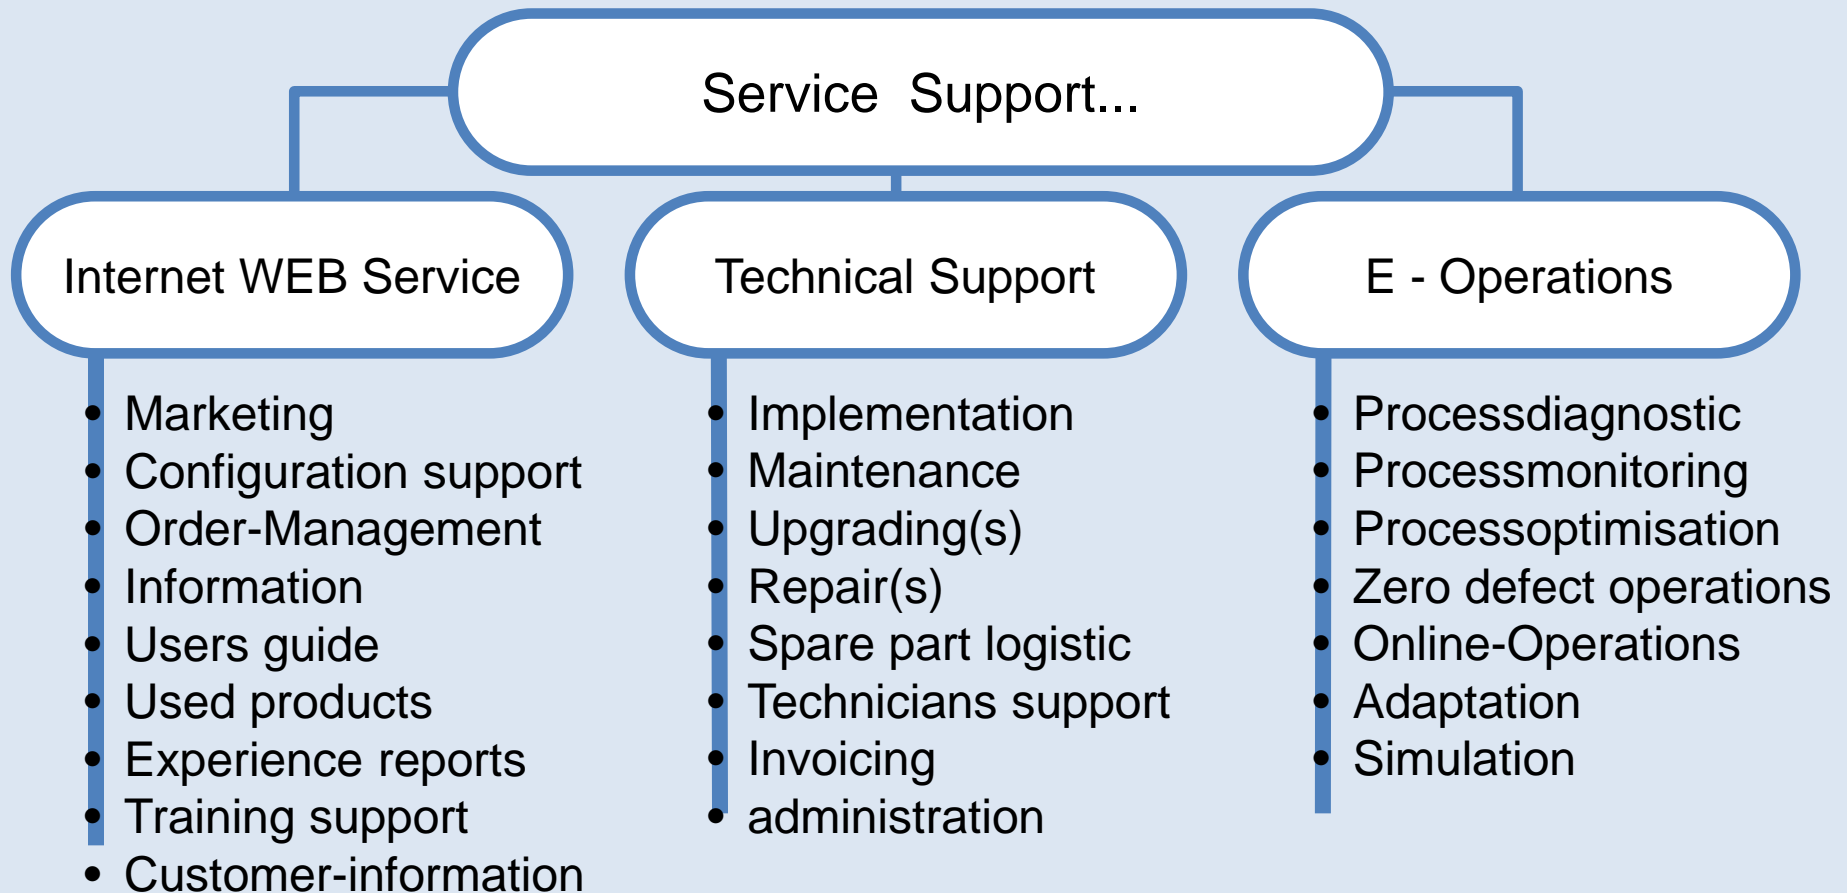 Service  Support...
Internet WEB Service
• Marketing
• Configuration support
• Order-Management
• Information
• Users guide
• Used products
• Experience reports
• Training support
• Customer-information
Technical Support
• Implementation
• Maintenance
• Upgrading(s)
• Repair(s)
• Spare part logistic
• Technicians support
• Invoicing
• administration
E - Operations
• Processdiagnostic
• Processmonitoring
• Processoptimisation
• Zero defect operations
• Online-Operations
• Adaptation
• Simulation